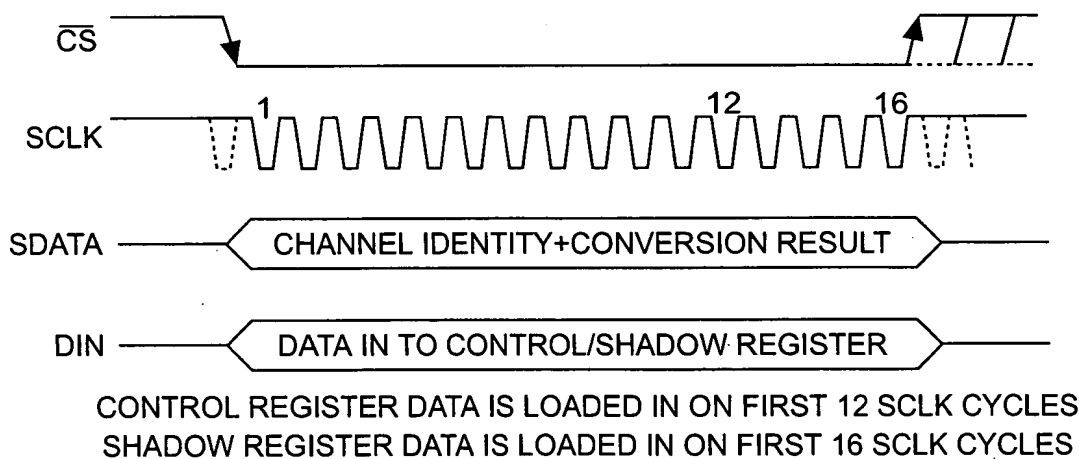 CS
1 12 16
SCLK
SDATA CHANNEL IDENTITY+CONVERSION RESULT
DIN DATA IN TO CONTROL/SHADOW REGISTER
CONTROL REGISTER DATA IS LOADED IN ON FIRST 12 SCLK CYCLES
SHADOW REGISTER DATA IS LOADED IN ON FIRST 16 SCLK CYCLES